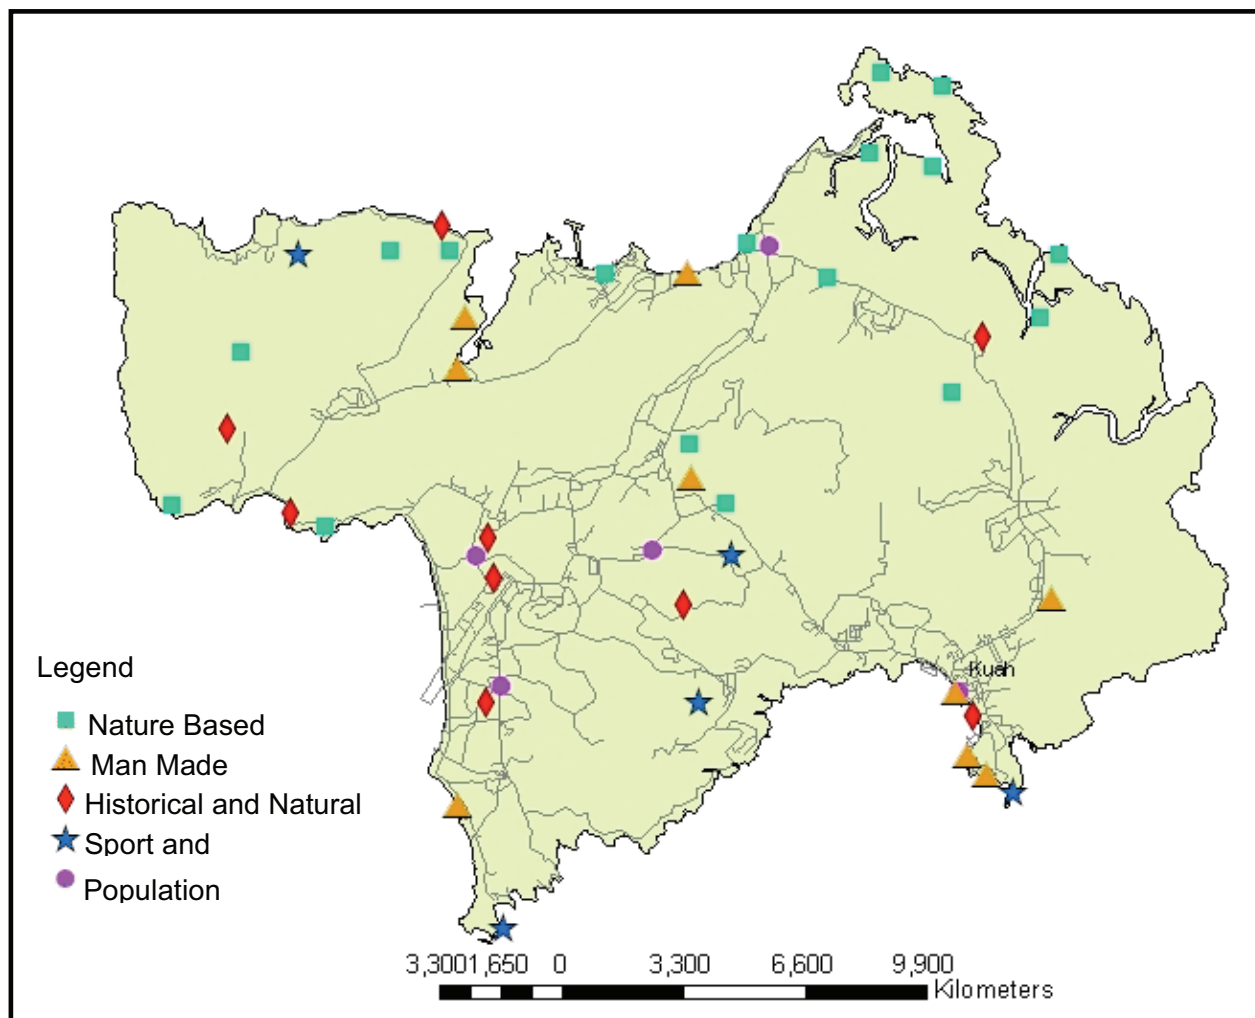 Kuah
Legend
Nature Based
Man Made
Historical and Natural
Sport and
Population
3,3001,650 0 3,300 6,600 9,900
Kilometers